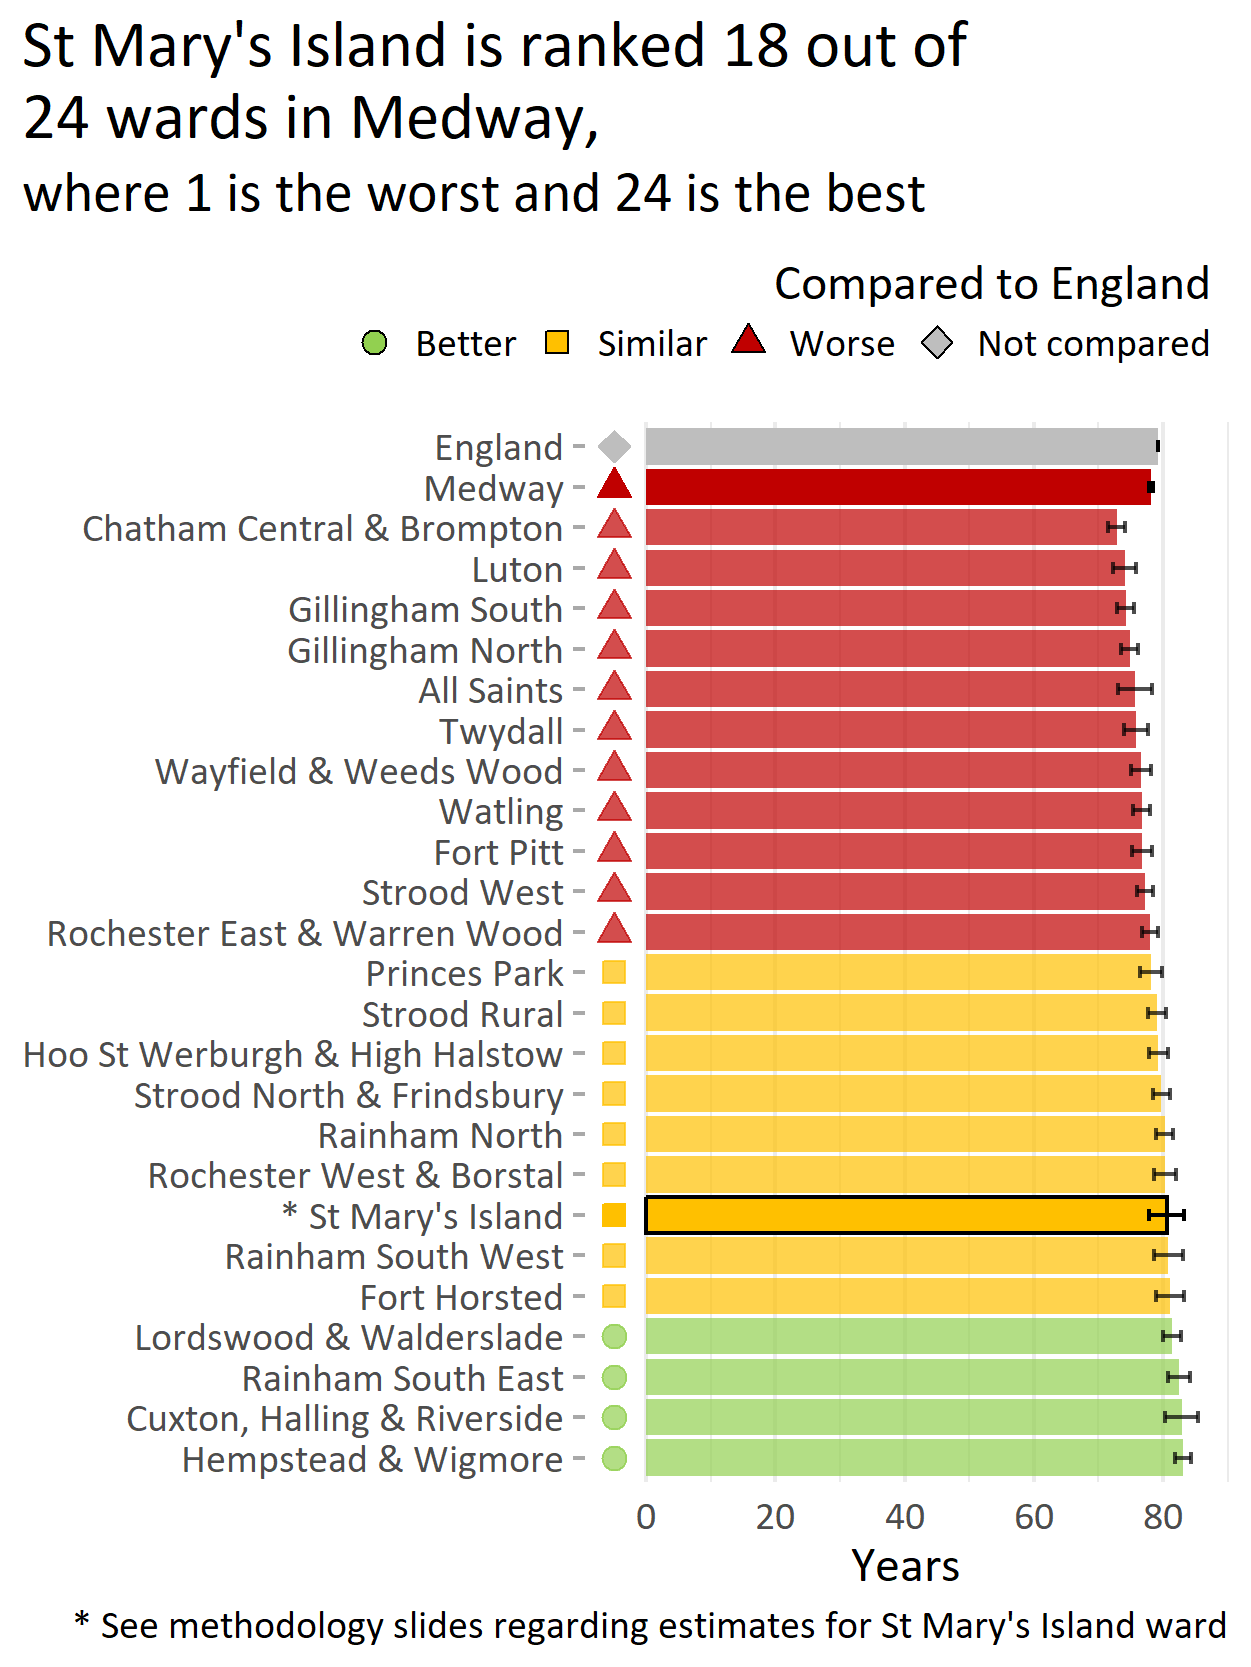 St Mary's Island is ranked 18 out of
24 wards in Medway,
where 1 is the worst and 24 is the best
Compared to England
Better Similar Worse Not compared
England
Medway
Chatham Central & Brompton
Luton
Gillingham South
Gillingham North
All Saints
Twydall
Wayfield & Weeds Wood
Watling
Fort Pitt
Strood West
Rochester East & Warren Wood
Princes Park
Strood Rural
Hoo St Werburgh & High Halstow
Strood North & Frindsbury
Rainham North
Rochester West & Borstal
* St Mary's Island
Rainham South West
Fort Horsted
Lordswood & Walderslade
Rainham South East
Cuxton, Halling & Riverside
Hempstead & Wigmore
0 20 40 60 80
Years
* See methodology slides regarding estimates for St Mary's Island ward